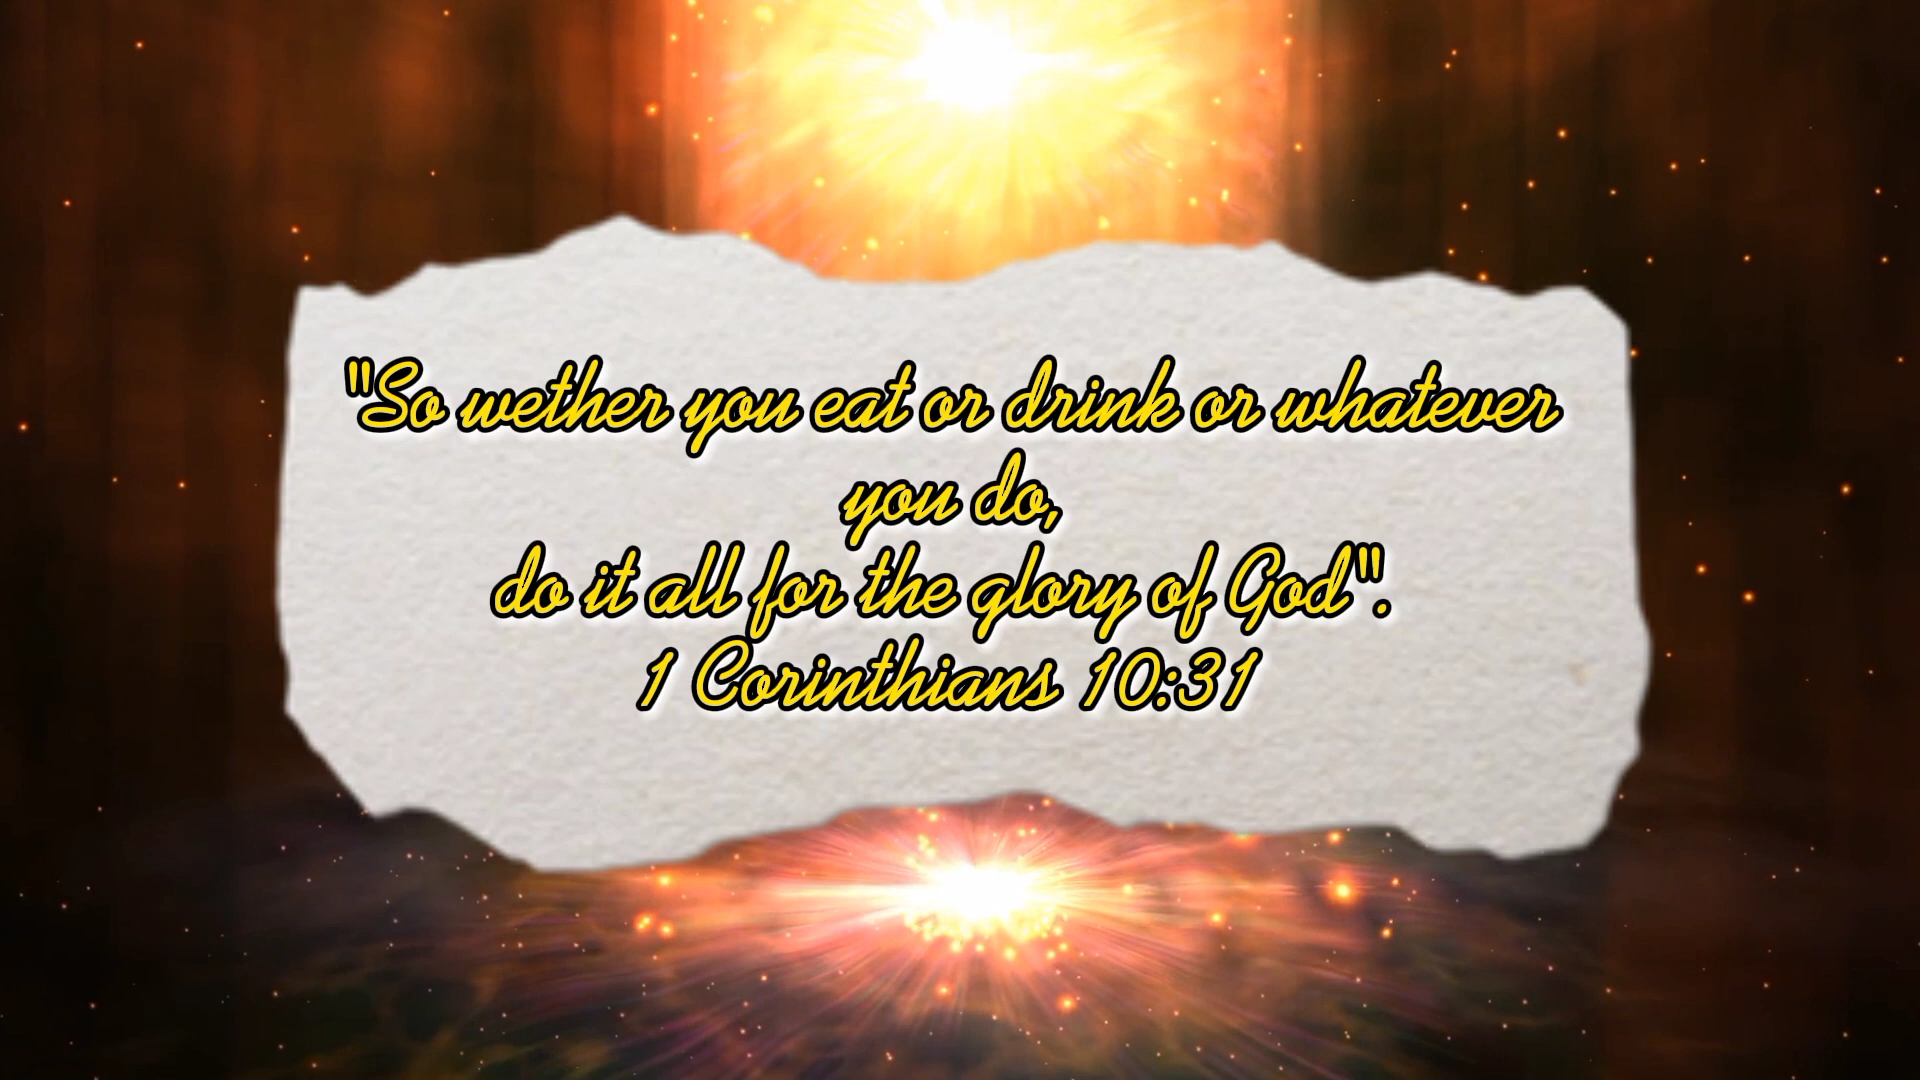 "So wether you eat or drink or whatever
you do,
do it all for the glory of God".
1 Corinthians 10:31